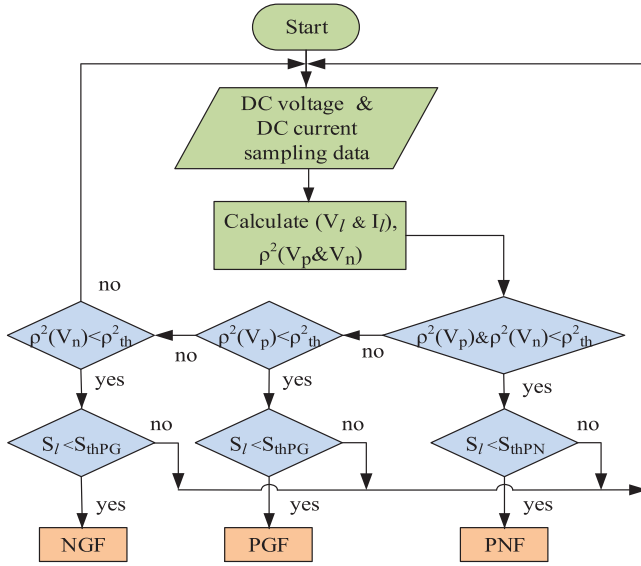 Start
DC voltage &
DC current
sampling data
Calculate (V_l & I_l),
ρ²(V_p&V_n)
no
ρ²(V_n)<ρ²_th
no
ρ²(V_p)<ρ²_th
no
ρ²(V_p)&ρ²(V_n)<ρ²_th
yes
yes
yes
S_l<S_thPG
no
S_l<S_thPG
no
S_l<S_thPN
no
yes
yes
yes
NGF
PGF
PNF